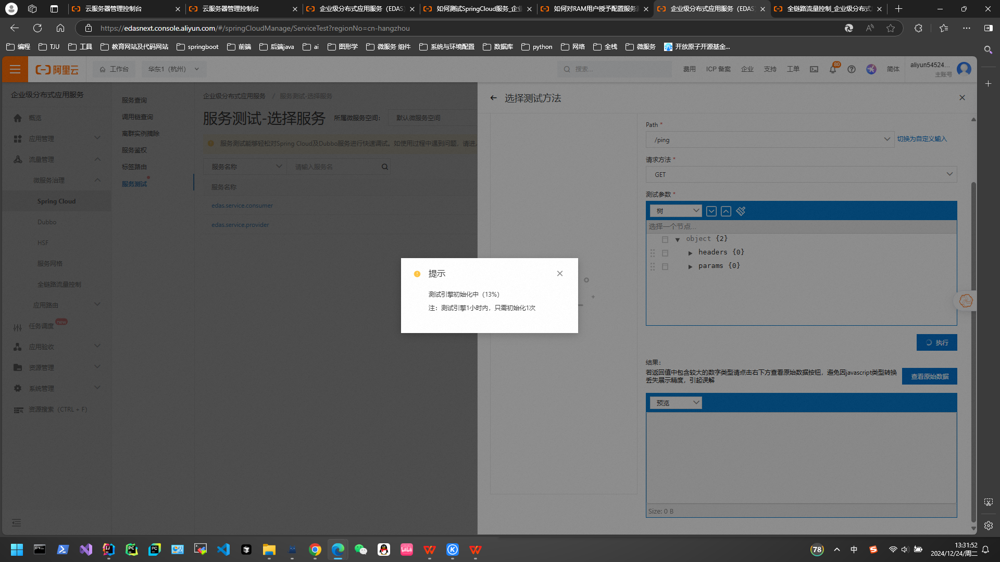 云服务器管理控制台
云服务器管理控制台
企业级分布式应用服务（EDAS）
如何测试SpringCloud服务_企业
如何对RAM用户授予配置服务
企业级分布式应用服务（EDAS
全链路流量控制_企业级分布式
https://edasnext.console.aliyun.com/#/springCloudManage/ServiceTest?regionNo=cn-hangzhou
编程
TJU
工具
教育网站及代码网站
springboot
前端
后端java
ai
图形学
微服务 组件
系统与环境配置
数据库
python
网络
全栈
微服务
开放原子开源基金...
阿里云
工作台
华东1（杭州）
搜索...
费用
ICP 备案
企业
支持
工单
80
简体
aliyun54524...
主账号
企业级分布式应用服务
概览
应用管理
流量管理
微服务治理
Spring Cloud
Dubbo
HSF
服务网格
全链路流量控制
应用路由
任务调度
new
应用验收
资源管理
系统管理
资源搜索（CTRL + F）
服务查询
调用链查询
离群实例摘除
服务鉴权
标签路由
服务测试
企业级分布式应用服务 / 服务测试-选择服务
服务测试-选择服务
所属微服务空间：
默认微服务空间
服务测试能够轻松对Spring Cloud及Dubbo服务进行快速调试。如使用过程中遇到问题，请进
服务名称
请输入服务名
服务名称
edas.service.consumer
edas.service.provider
选择测试方法
Path *
/ping
切换为自定义输入
请求方法 *
GET
测试参数 *
树
选择一个节点...
object {2}
headers {0}
params {0}
执行
结果：
若返回值中包含较大的数字类型请点击右下方查看原始数据按钮，避免因javascript类型转换
丢失展示精度，引起误解
查看原始数据
预览
Size: 0 B
提示
测试引擎初始化中（13%）
注：测试引擎1小时内，只需初始化1次
78
中
13:31:52
2024/12/24/周二